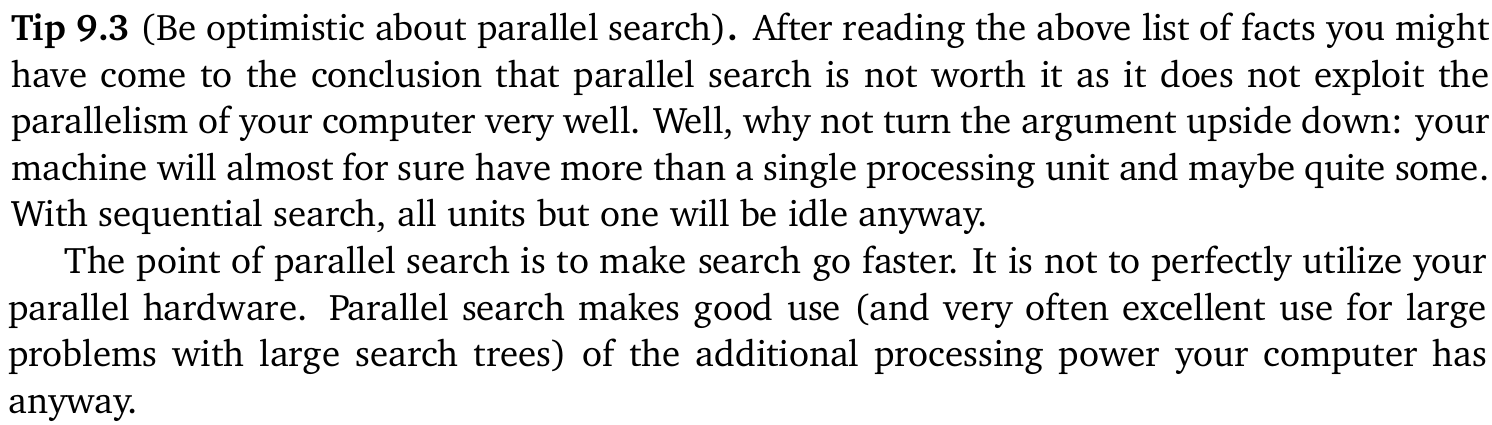 Tip 9.3 (Be optimistic about parallel search). After reading the above list of facts you might
have come to the conclusion that parallel search is not worth it as it does not exploit the
parallelism of your computer very well. Well, why not turn the argument upside down: your
machine will almost for sure have more than a single processing unit and maybe quite some.
With sequential search, all units but one will be idle anyway.
The point of parallel search is to make search go faster. It is not to perfectly utilize your
parallel hardware. Parallel search makes good use (and very often excellent use for large
problems with large search trees) of the additional processing power your computer has
anyway.